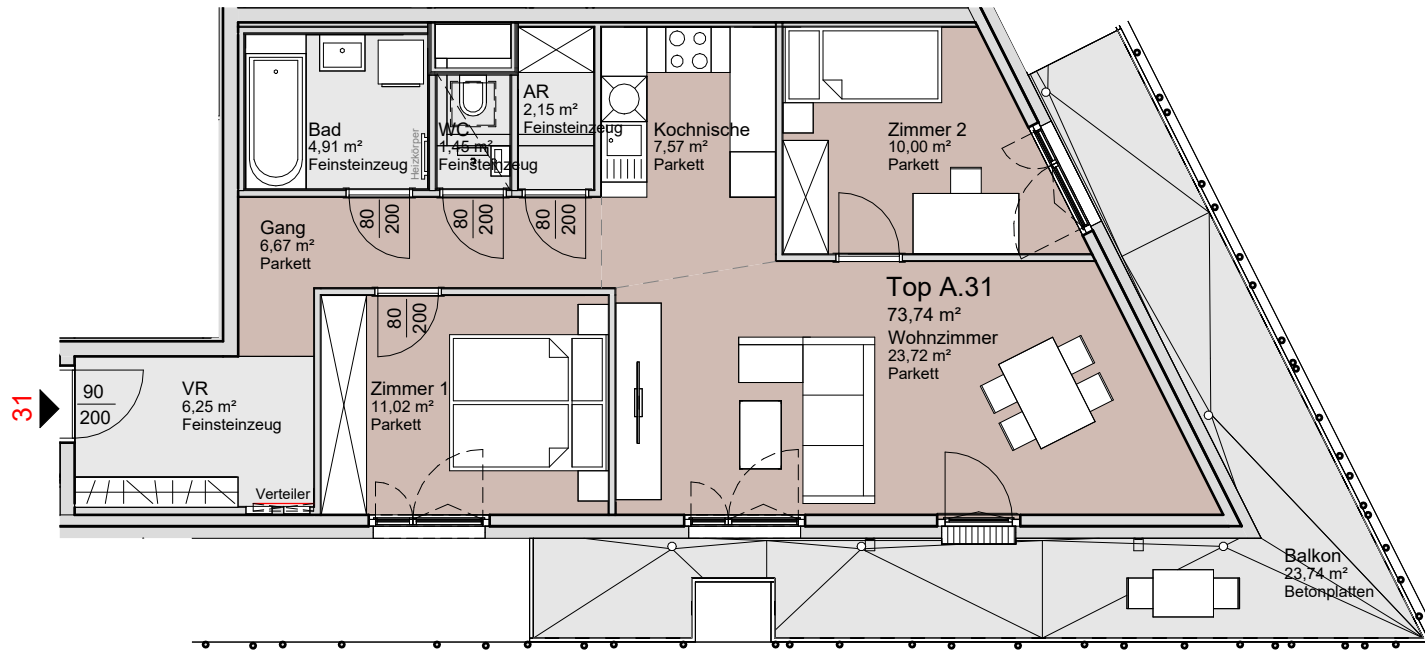 Bad
4,91 m²
Feinsteinzeug
Heizkörper
WC
1,45 m²
Feinsteinzeug
AR
2,15 m²
Feinsteinzeug
Kochnische
7,57 m²
Parkett
Zimmer 2
10,00 m²
Parkett
80
200
80
200
80
200
Gang
6,67 m²
Parkett
Top A.31
73,74 m²
Wohnzimmer
23,72 m²
Parkett
80
200
31
90
200
VR
6,25 m²
Feinsteinzeug
Zimmer 1
11,02 m²
Parkett
Verteiler
Balkon
23,74 m²
Betonplatten